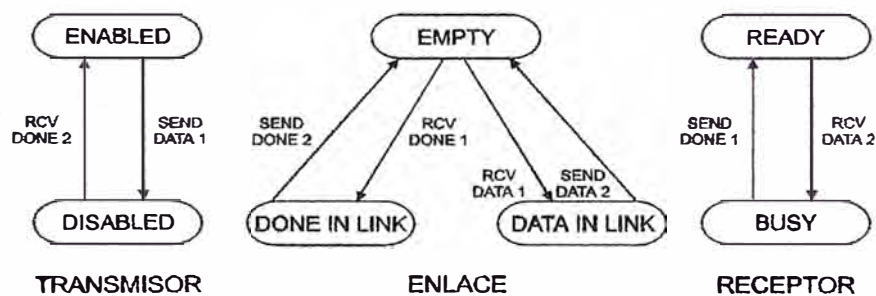 ENABLED
RCV
DONE 2
SEND
DATA 1
DISABLED
TRANSMISOR
EMPTY
SEND
DONE 2
RCV
DONE 1
RCV
DATA 1
SEND
DATA 2
DONE IN LINK
DATA IN LINK
ENLACE
READY
SEND
DONE 1
RCV
DATA 2
BUSY
RECEPTOR